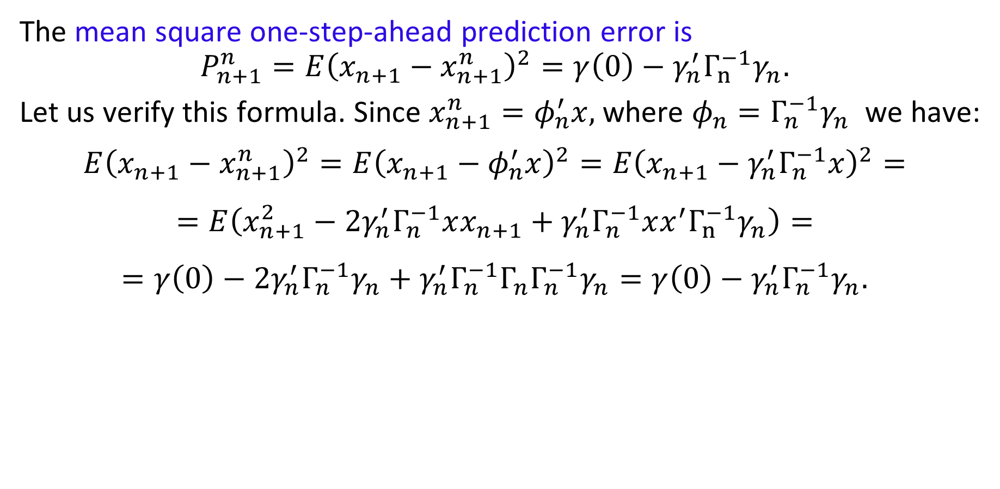 The mean square one-step-ahead prediction error is
$P_{n+1}^{n} = E(x_{n+1} - x_{n+1}^{n})^2 = \gamma(0) - \gamma_n' \Gamma_{\mathrm{n}}^{-1} \gamma_n.$
Let us verify this formula. Since $x_{n+1}^{n} = \phi_n' x$, where $\phi_n = \Gamma_n^{-1} \gamma_n$ we have:
$E(x_{n+1} - x_{n+1}^{n})^2 = E(x_{n+1} - \phi_n' x)^2 = E(x_{n+1} - \gamma_n' \Gamma_n^{-1} x)^2 =$
$= E(x_{n+1}^2 - 2\gamma_n' \Gamma_n^{-1} x x_{n+1} + \gamma_n' \Gamma_n^{-1} x x' \Gamma_{\mathrm{n}}^{-1} \gamma_n) =$
$= \gamma(0) - 2\gamma_n' \Gamma_n^{-1} \gamma_n + \gamma_n' \Gamma_n^{-1} \Gamma_n \Gamma_n^{-1} \gamma_n = \gamma(0) - \gamma_n' \Gamma_n^{-1} \gamma_n.$